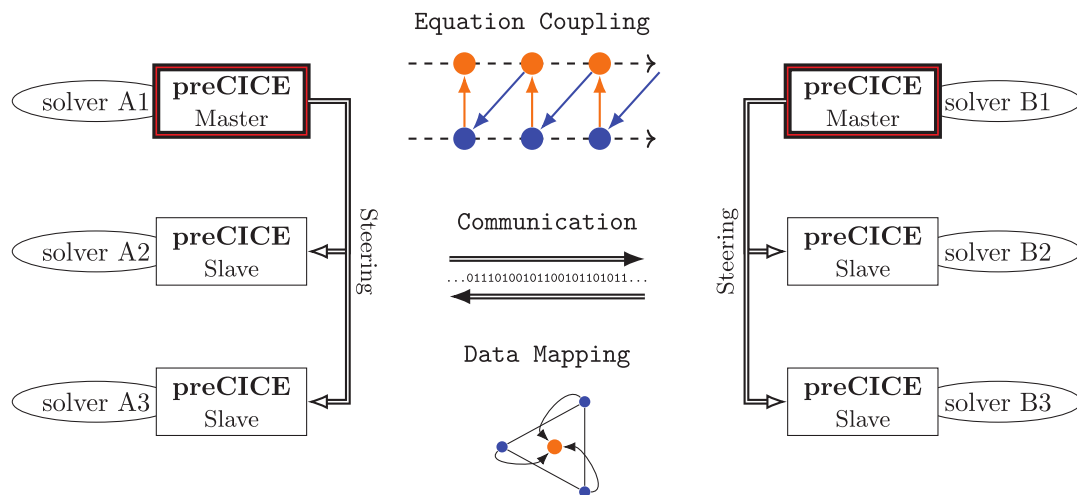 Equation Coupling
solver A1
preCICE
Master
preCICE
Master
solver B1
Steering
Steering
solver A2
preCICE
Slave
Communication
...01110100101100101101011...
preCICE
Slave
solver B2
Data Mapping
solver A3
preCICE
Slave
preCICE
Slave
solver B3